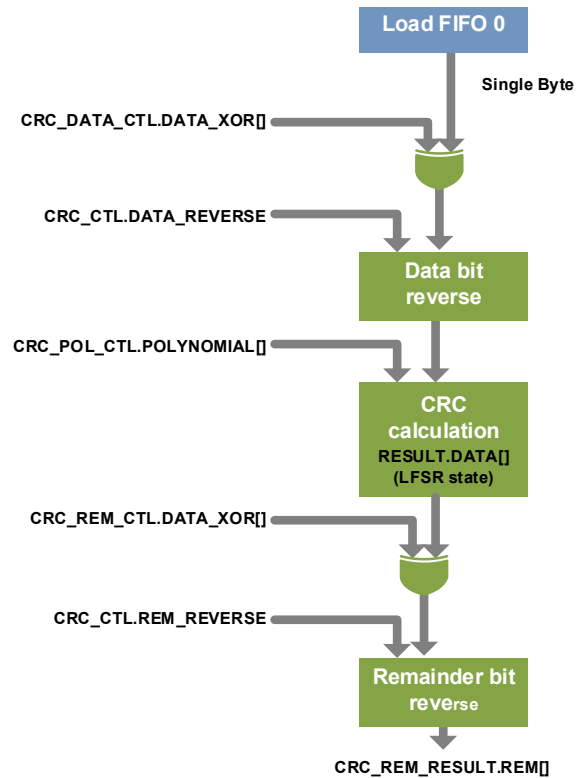 Load FIFO 0
Single Byte
CRC_DATA_CTL.DATA_XOR[]
CRC_CTL.DATA_REVERSE
Data bit
reverse
CRC_POL_CTL.POLYNOMIAL[]
CRC
calculation
RESULT.DATA[]
(LFSR state)
CRC_REM_CTL.DATA_XOR[]
CRC_CTL.REM_REVERSE
Remainder bit
reverse
CRC_REM_RESULT.REM[]